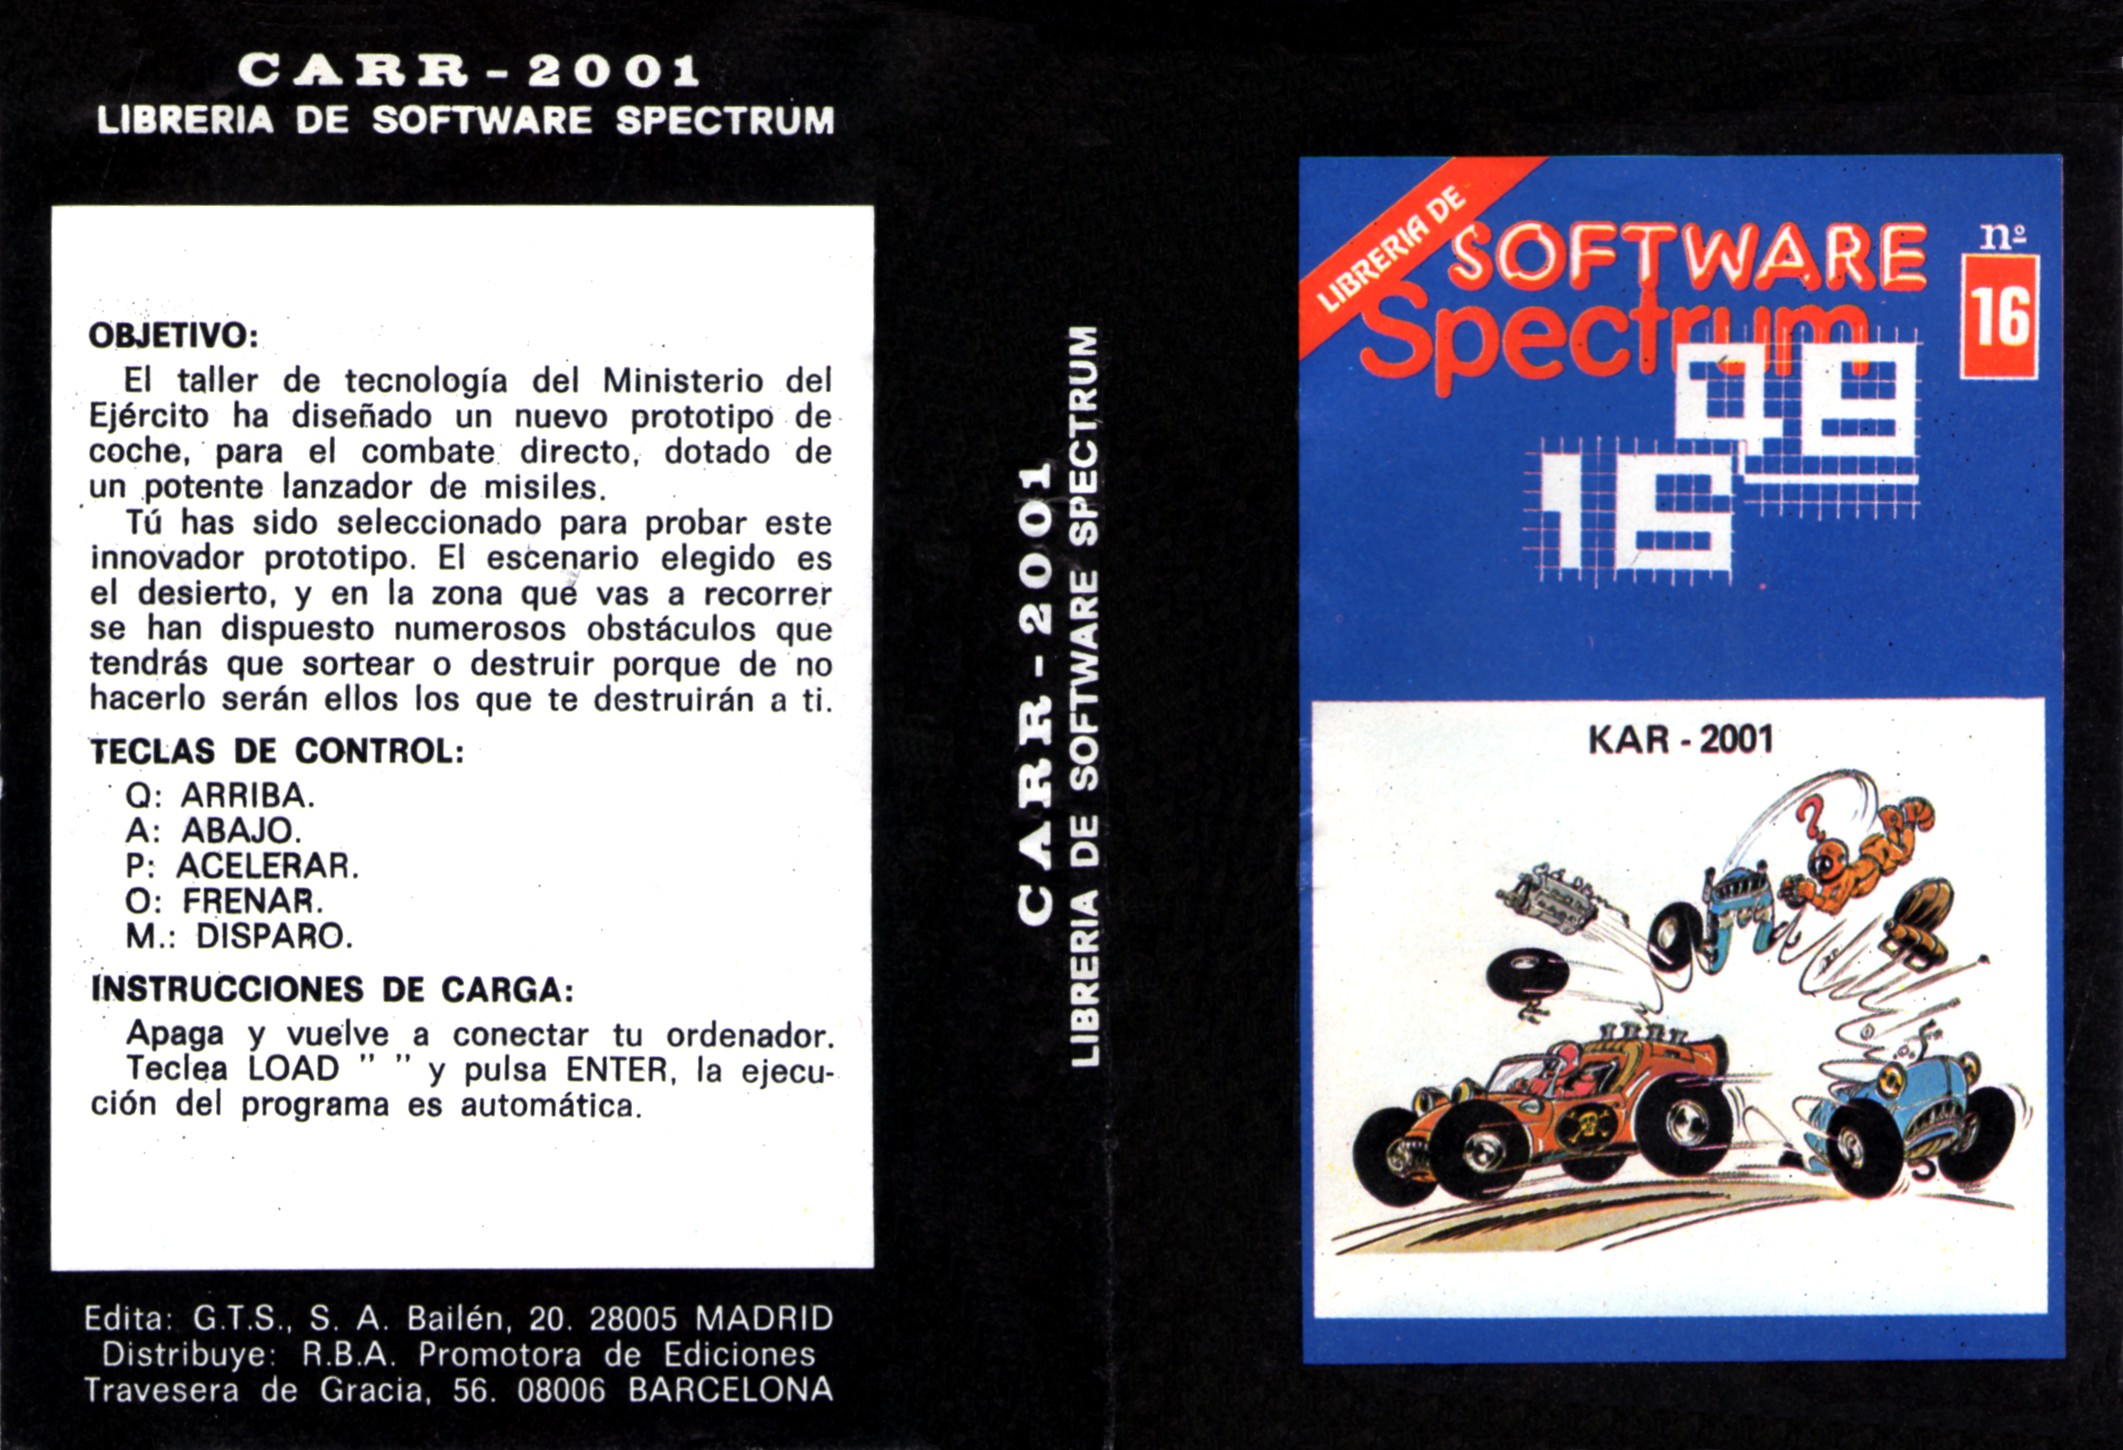 CARR-2001
LIBRERIA DE SOFTWARE SPECTRUM
OBJETIVO:
El taller de tecnología del Ministerio del
Ejército ha diseñado un nuevo prototipo de
coche, para el combate directo, dotado de
un potente lanzador de misiles.
Tú has sido seleccionado para probar este
innovador prototipo. El escenario elegido es
el desierto, y en la zona que vas a recorrer
se han dispuesto numerosos obstáculos que
tendrás que sortear o destruir porque de no
hacerlo serán ellos los que te destruirán a ti.
TECLAS DE CONTROL:
Q: ARRIBA.
A: ABAJO.
P: ACELERAR.
O: FRENAR.
M.: DISPARO.
INSTRUCCIONES DE CARGA:
Apaga y vuelve a conectar tu ordenador.
Teclea LOAD " " y pulsa ENTER, la ejecu-
ción del programa es automática.
Edita: G.T.S., S. A. Bailén, 20. 28005 MADRID
Distribuye: R.B.A. Promotora de Ediciones
Travesera de Gracia, 56. 08006 BARCELONA
CARR-2001
LIBRERIA DE SOFTWARE SPECTRUM
LIBRERIA DE
SOFTWARE
Spectrum
nº
16
48
16
KAR - 2001
?